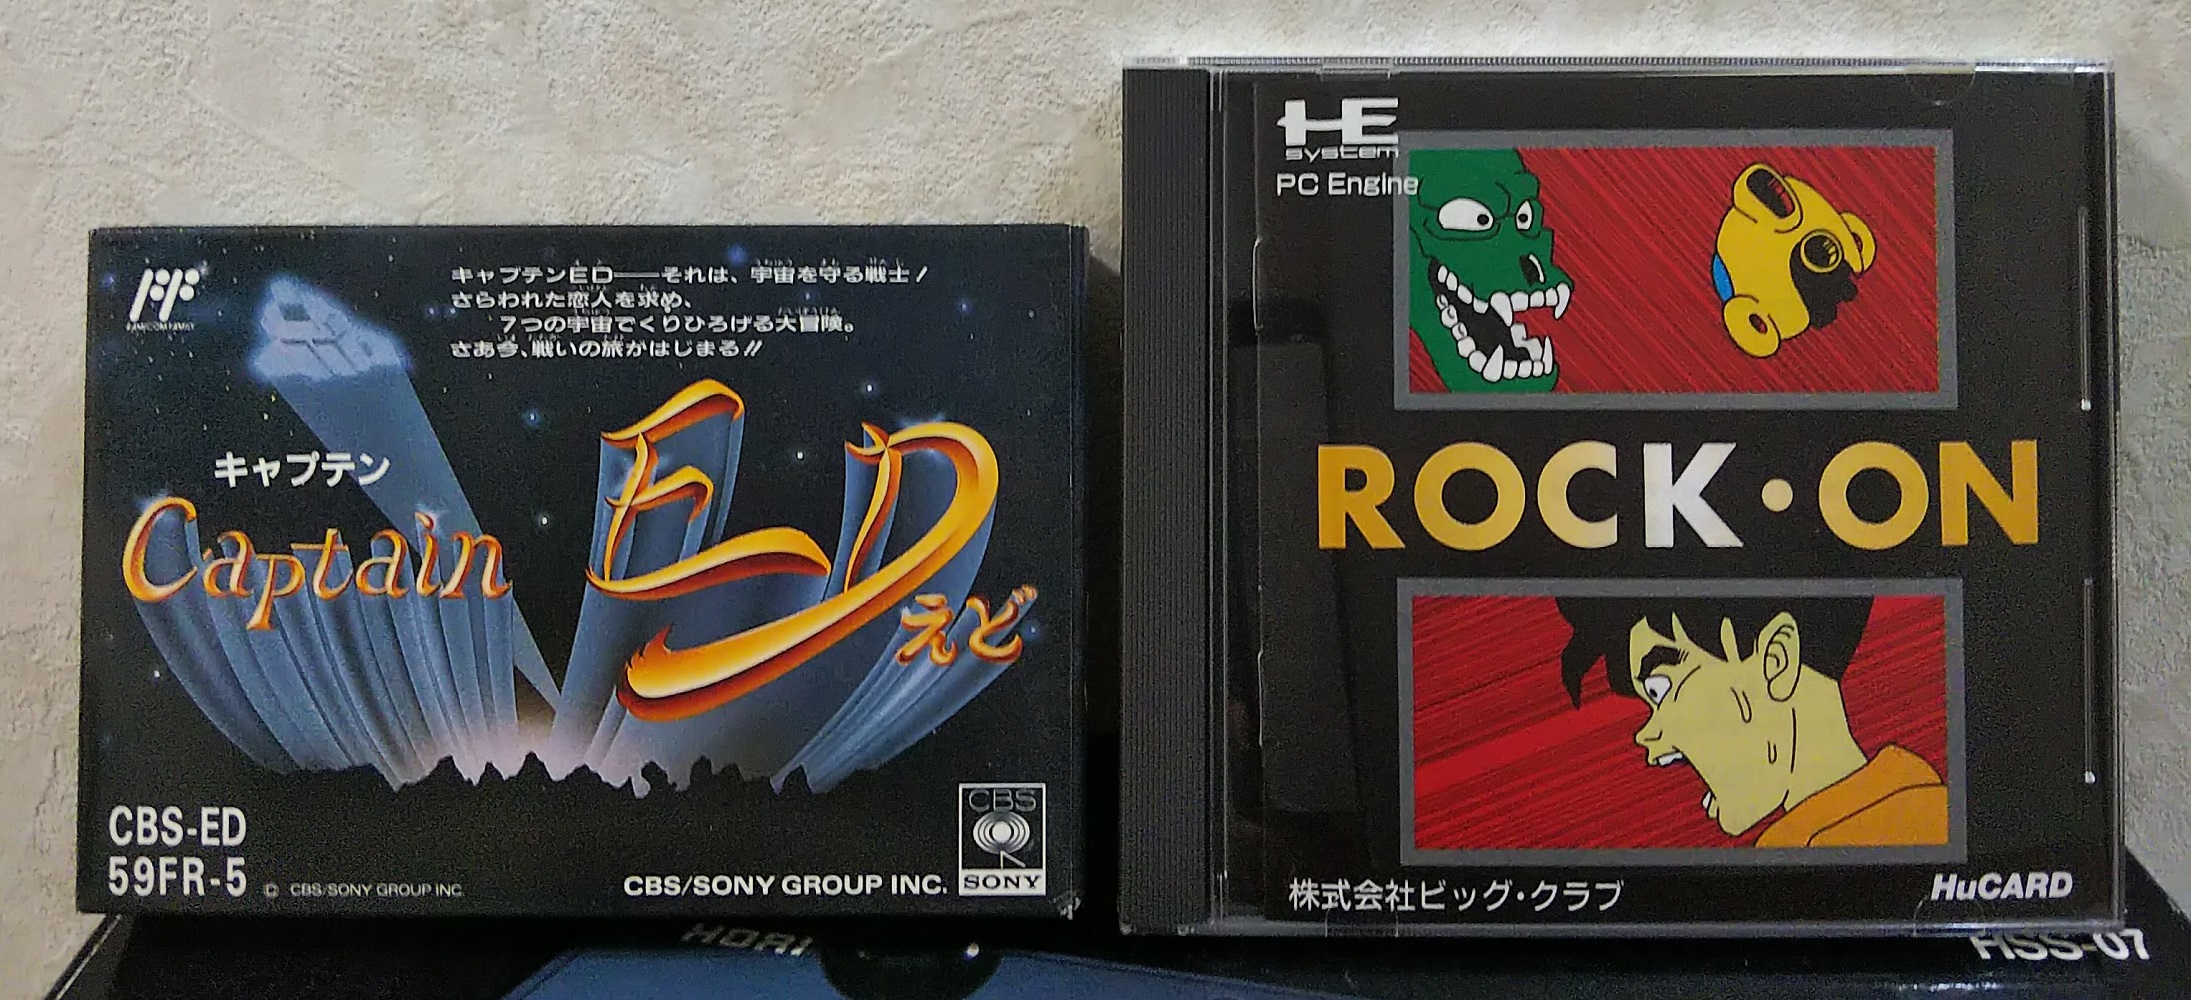 FAMICOM FAMILY
キャプテンED──それは、宇宙を守る戦士!
さらわれた恋人を求め、
7つの宇宙でくりひろげる大冒険。
さあ今、戦いの旅がはじまる!!
キャプテン
Captain ED
えど
CBS-ED
59FR-5
© CBS/SONY GROUP INC.
CBS/SONY GROUP INC.
CBS
SONY
HE
system
PC Engine
ROCK・ON
株式会社ビッグ・クラブ
HuCARD
HORI
HSS-07